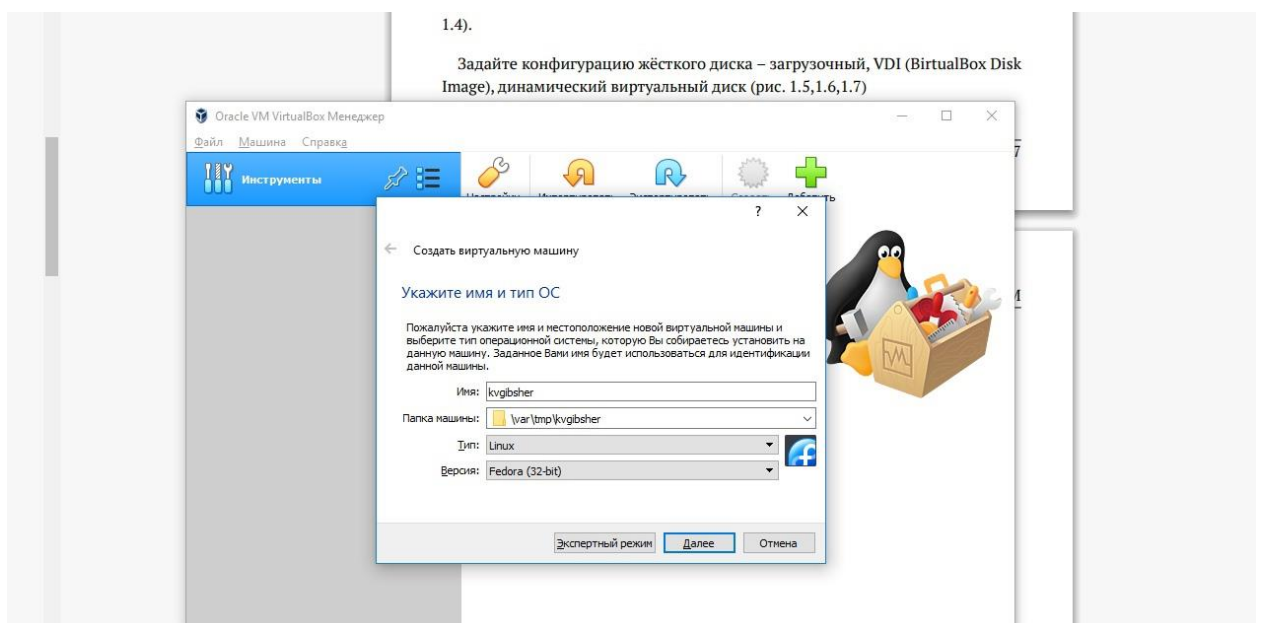 1.4).
Задайте конфигурацию жёсткого диска – загрузочный, VDI (BirtualBox Disk
Image), динамический виртуальный диск (рис. 1.5,1.6,1.7)
Oracle VM VirtualBox Менеджер
Файл Машина Справка
7
Инструменты
? X
Создать виртуальную машину
Укажите имя и тип ОС
Пожалуйста укажите имя и местоположение новой виртуальной машины и
выберите тип операционной системы, которую Вы собираетесь установить на
данную машину. Заданное Вами имя будет использоваться для идентификации
данной машины.
Имя: kvgibsher
Папка машины: \var\tmp\kvgibsher
Тип: Linux
Версия: Fedora (32-bit)
Экспертный режим Далее Отмена